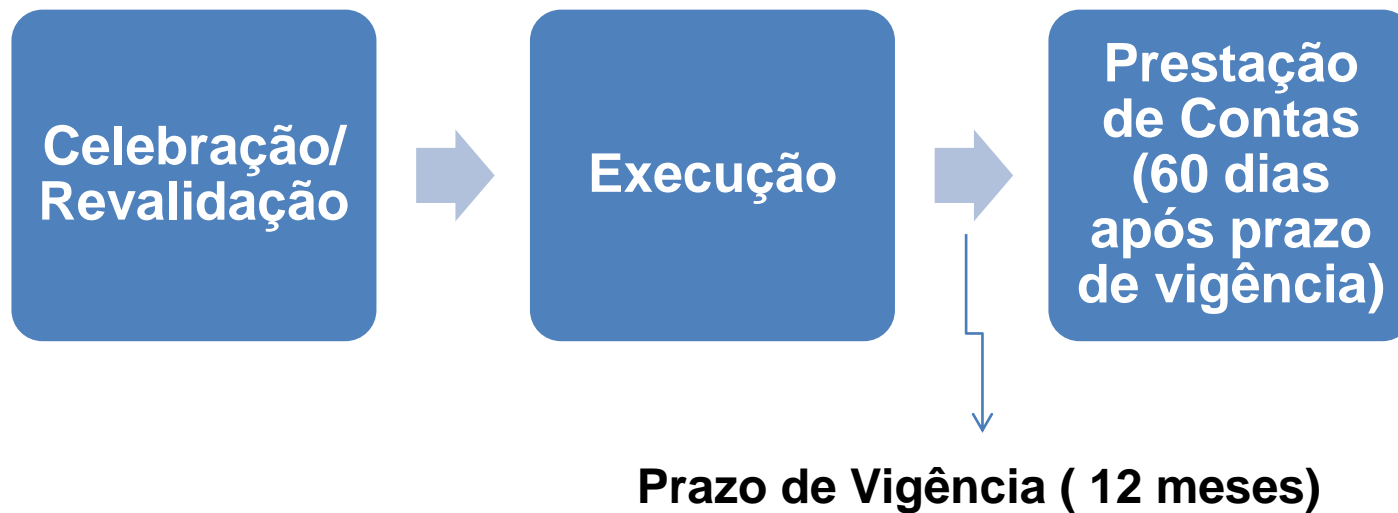 Celebração/
Revalidação
Execução
Prestação
de Contas
(60 dias
após prazo
de vigência)
Prazo de Vigência ( 12 meses)